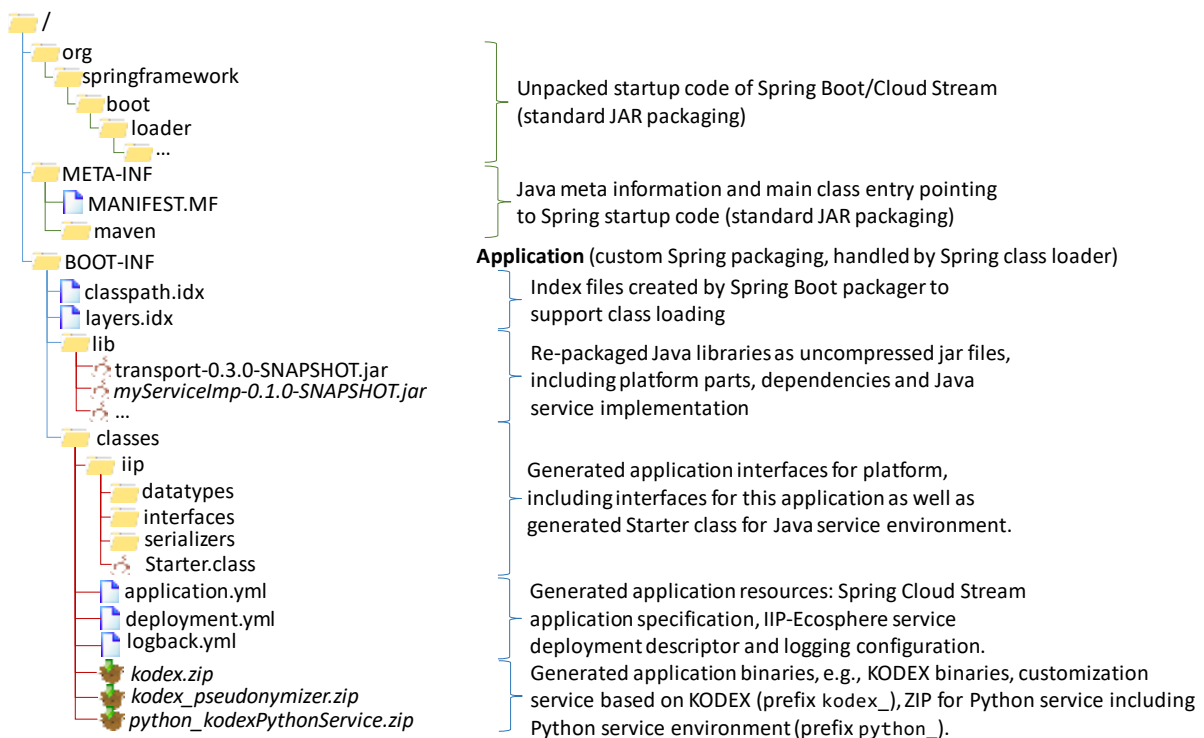 /
org
springframework
boot
loader
...
Unpacked startup code of Spring Boot/Cloud Stream
(standard JAR packaging)
META-INF
MANIFEST.MF
maven
Java meta information and main class entry pointing
to Spring startup code (standard JAR packaging)
BOOT-INF
Application (custom Spring packaging, handled by Spring class loader)
classpath.idx
layers.idx
Index files created by Spring Boot packager to
support class loading
lib
transport-0.3.0-SNAPSHOT.jar
myServiceImp-0.1.0-SNAPSHOT.jar
...
Re-packaged Java libraries as uncompressed jar files,
including platform parts, dependencies and Java
service implementation
classes
iip
datatypes
interfaces
serializers
Starter.class
Generated application interfaces for platform,
including interfaces for this application as well as
generated Starter class for Java service environment.
application.yml
deployment.yml
logback.yml
Generated application resources: Spring Cloud Stream
application specification, IIP-Ecosphere service
deployment descriptor and logging configuration.
kodex.zip
kodex_pseudonymizer.zip
python_kodexPythonService.zip
Generated application binaries, e.g., KODEX binaries, customization
service based on KODEX (prefix kodex_), ZIP for Python service including
Python service environment (prefix python_).